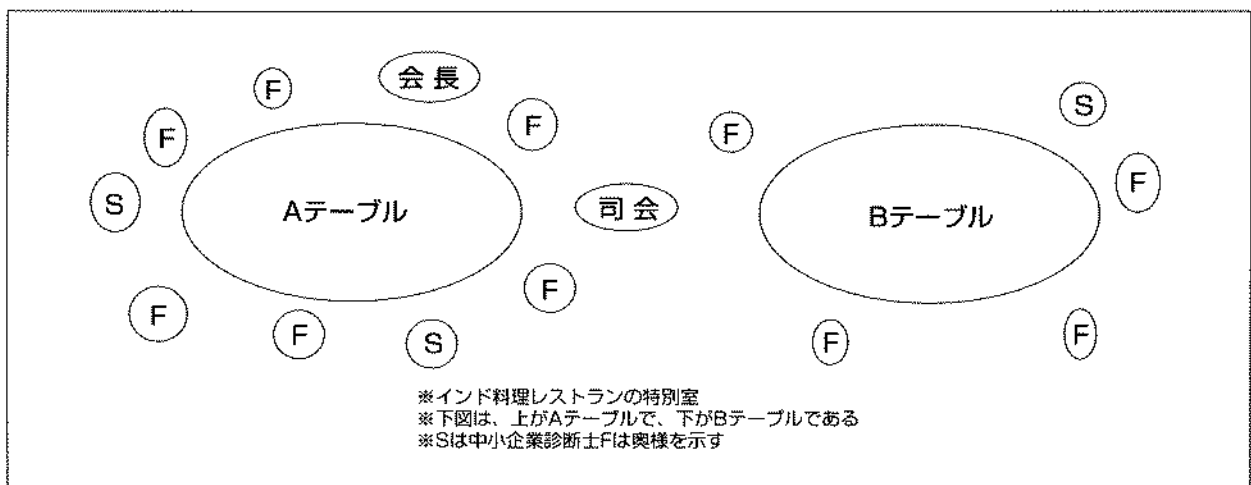 会長
F
S
F
F
F
F
S
Aテーブル
司会
Bテーブル
F
F
F
S
F
F
※インド料理レストランの特別室
※下図は、上がAテーブルで、下がBテーブルである
※Sは中小企業診断士Fは奥様を示す